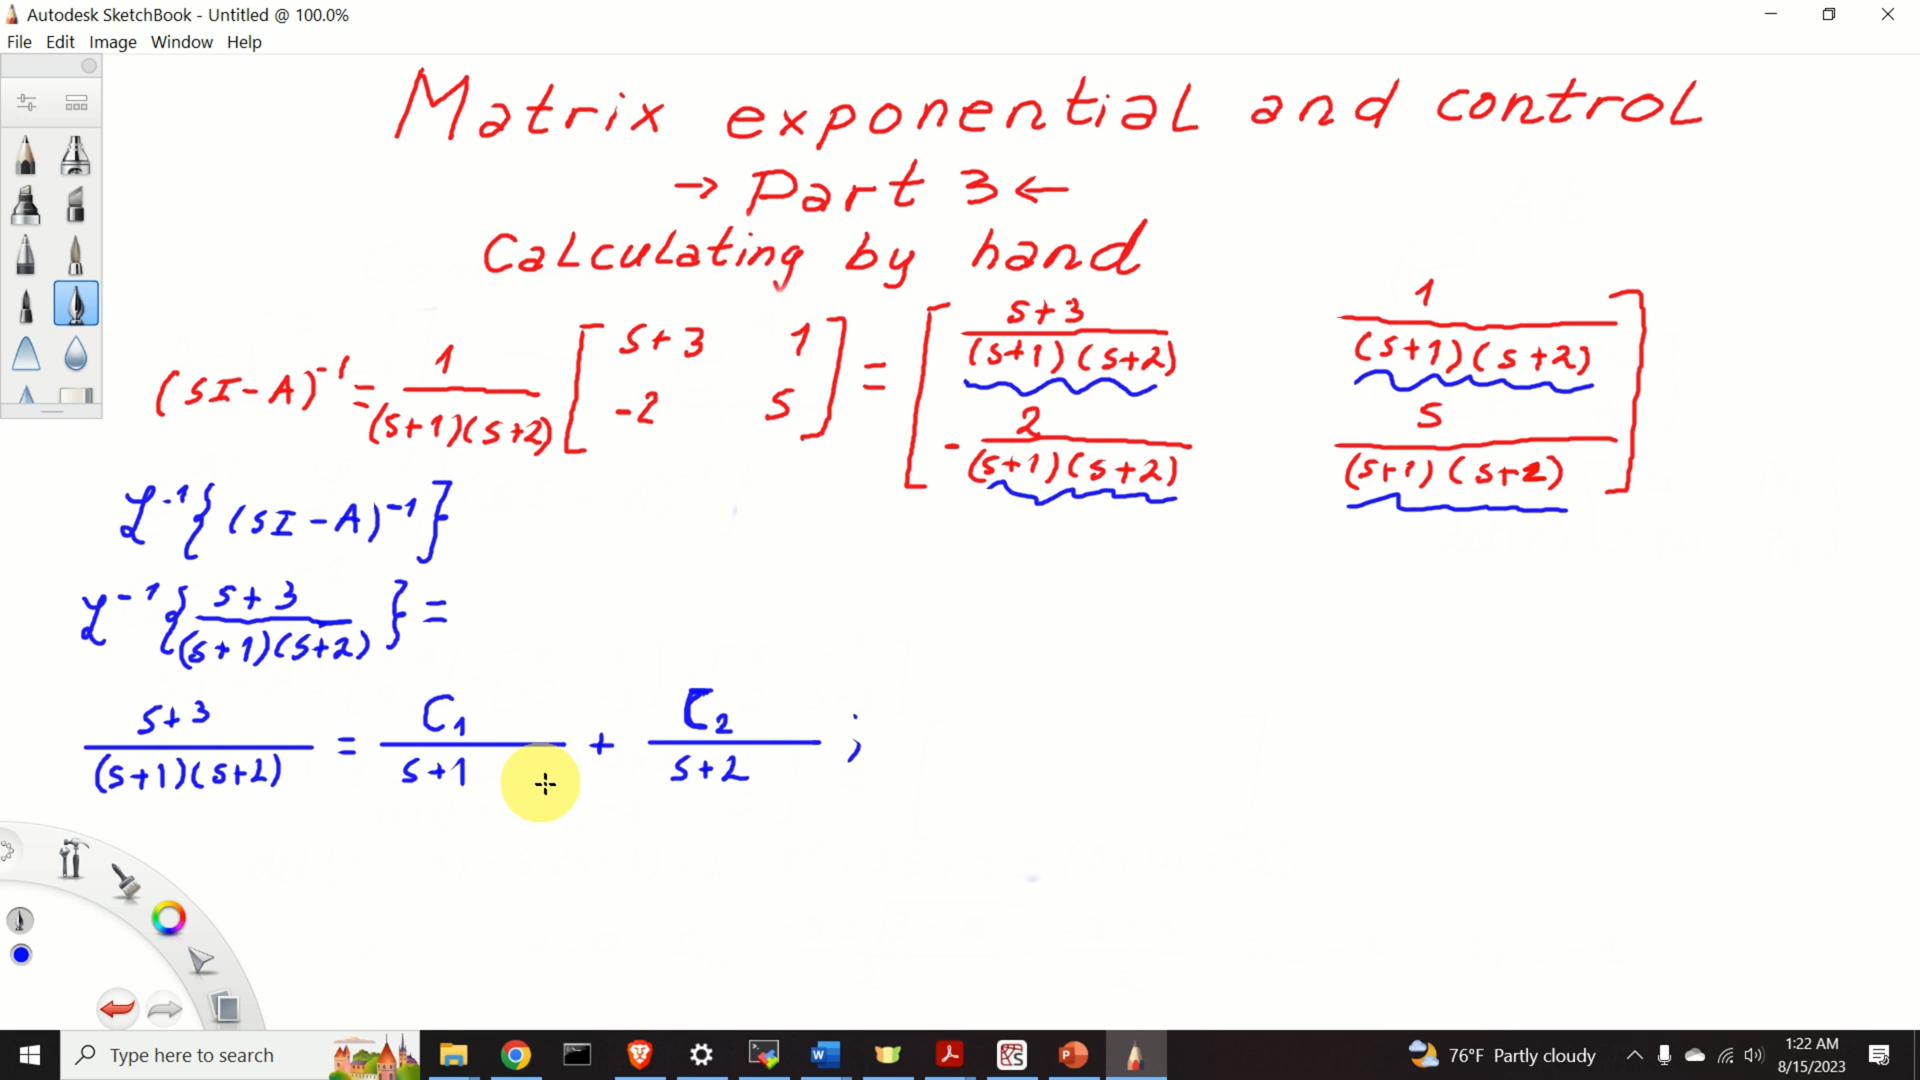 Autodesk SketchBook - Untitled @ 100.0%
File Edit Image Window Help
Matrix exponential and control
→ Part 3 ←
Calculating by hand
(sI-A)^-1 = 1/((s+1)(s+2)) [s+3 1; -2 s] = [(s+3)/((s+1)(s+2)) 1/((s+1)(s+2)); -2/((s+1)(s+2)) s/((s+1)(s+2))]
ℒ^-1{(sI-A)^-1}
ℒ^-1{(s+3)/((s+1)(s+2))} =
(s+3)/((s+1)(s+2)) = C₁/(s+1) + C₂/(s+2) ;
Type here to search
76°F Partly cloudy
1:22 AM
8/15/2023